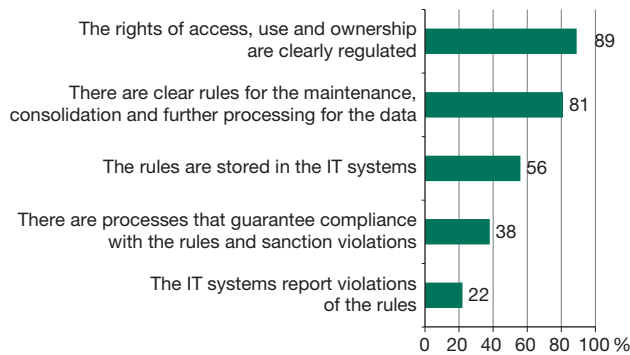 The rights of access, use and ownership
are clearly regulated
89
There are clear rules for the maintenance,
consolidation and further processing for the data
81
The rules are stored in the IT systems
56
There are processes that guarantee compliance
with the rules and sanction violations
38
The IT systems report violations
of the rules
22
0 20 40 60 80 100 %